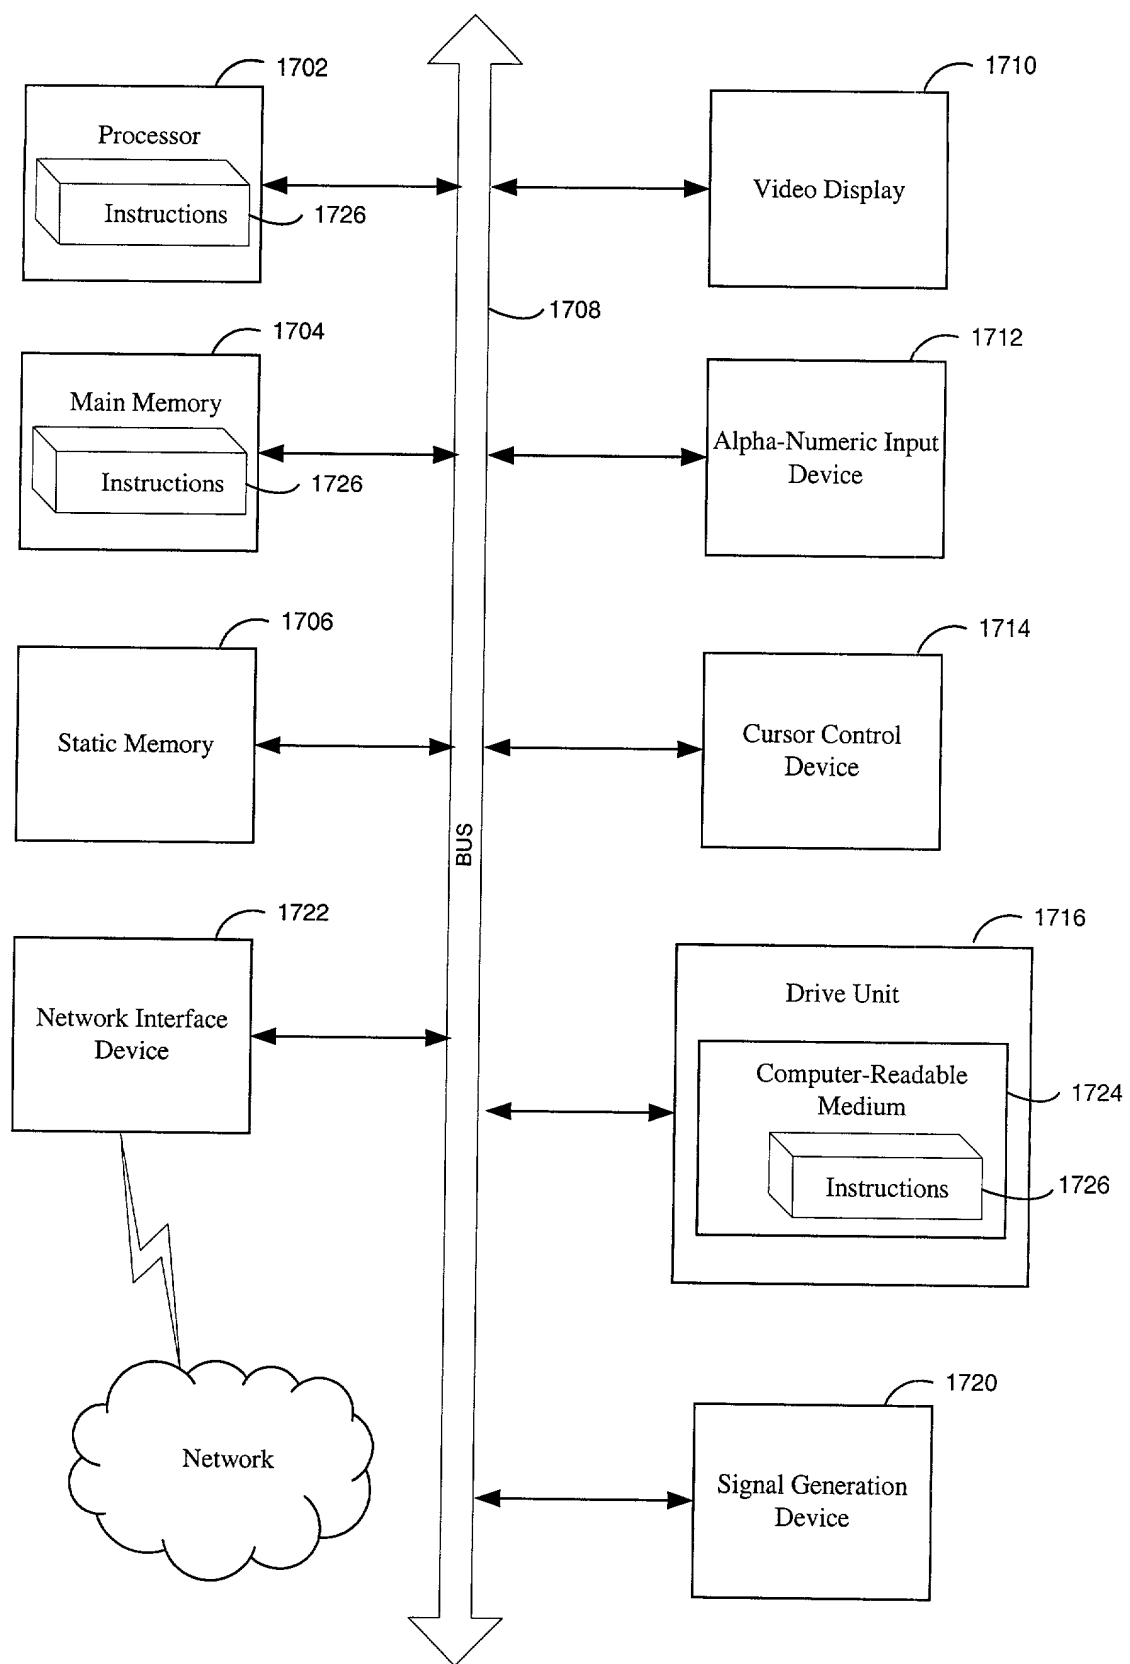 1702
Processor
Instructions
1726
1704
Main Memory
Instructions
1726
1706
Static Memory
1722
Network Interface
Device
Network
1708
BUS
1710
Video Display
1712
Alpha-Numeric Input
Device
1714
Cursor Control
Device
1716
Drive Unit
Computer-Readable
Medium
1724
Instructions
1726
1720
Signal Generation
Device